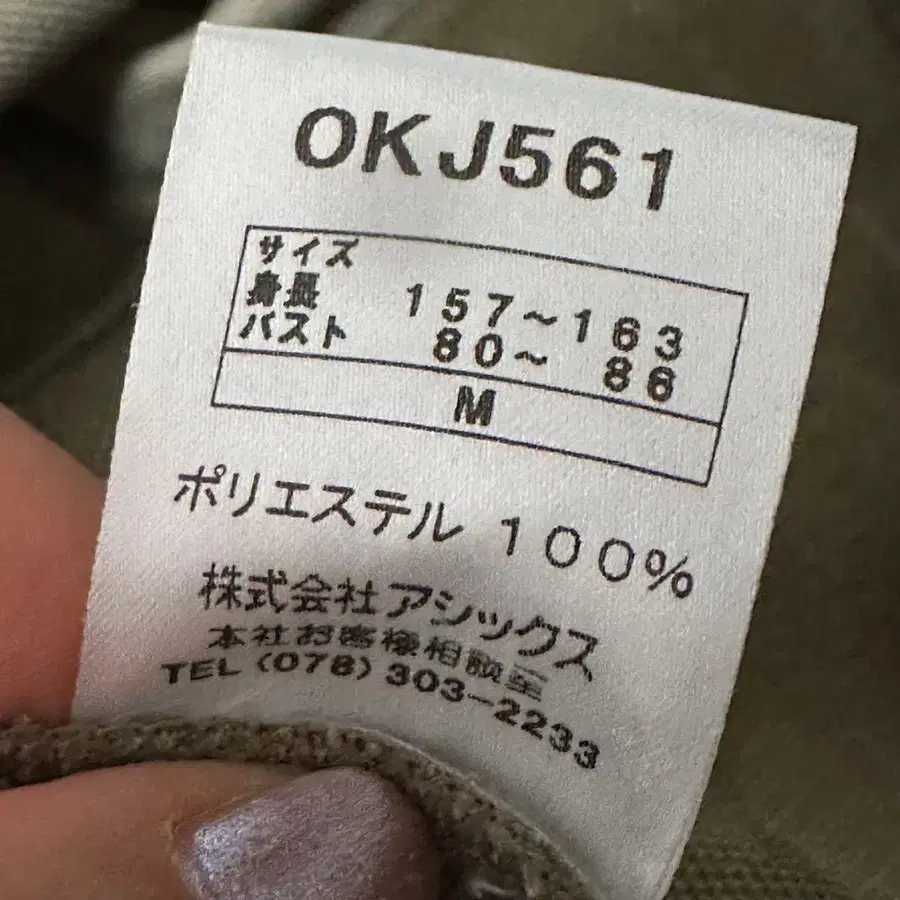 OKJ561
サイズ
身長 157～163
バスト 80～ 86
M
ポリエステル 100%
株式会社アシックス
本社お客様相談室
TEL(078)303-2233